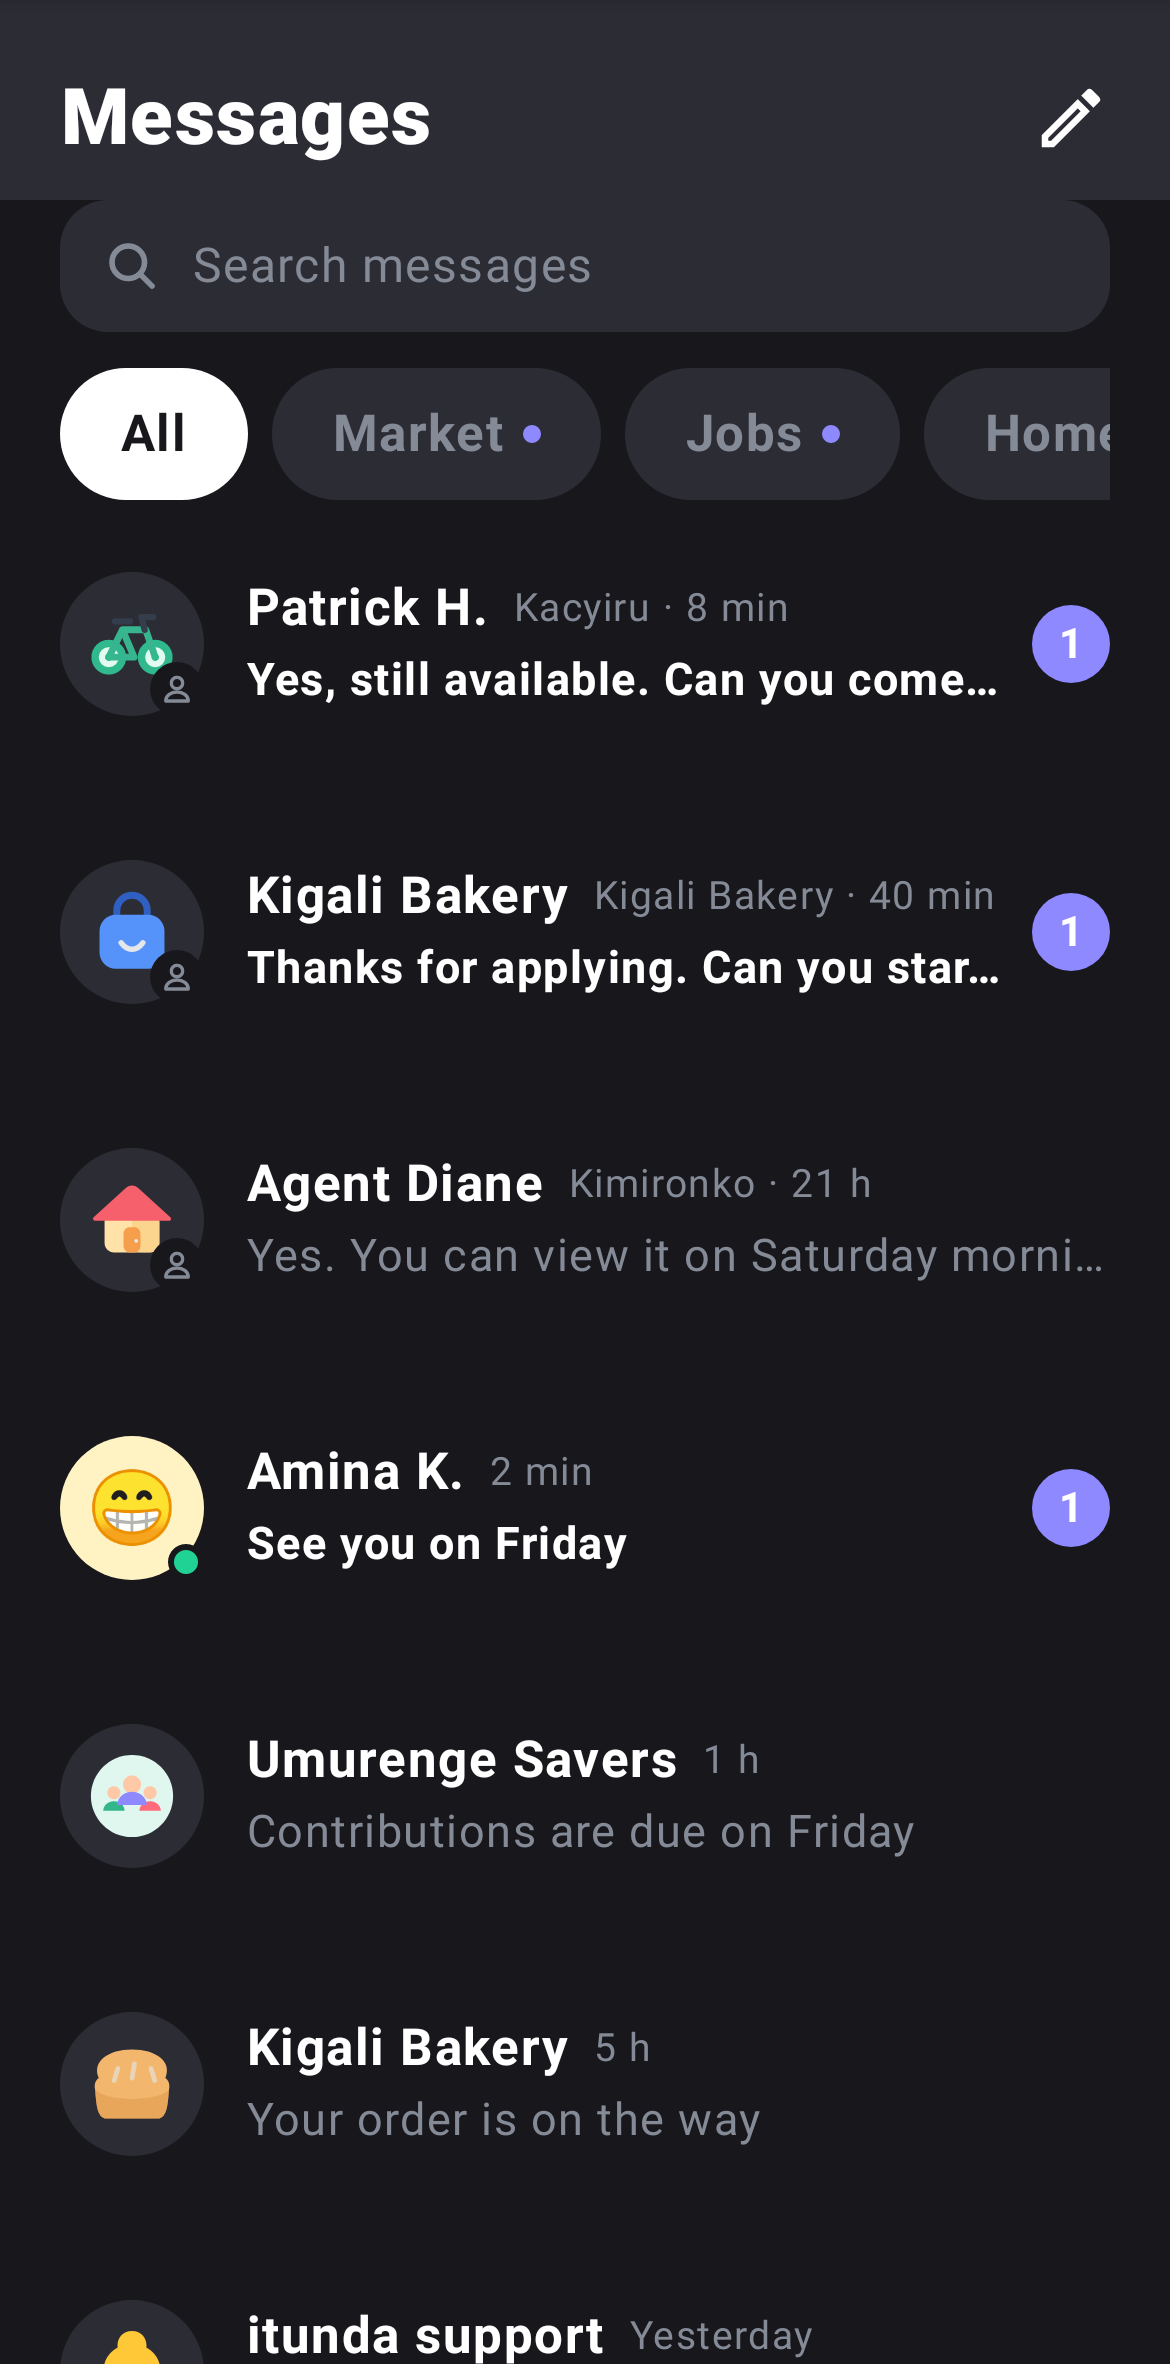 Messages
Search messages
All Market Jobs Home
Patrick H. Kacyiru · 8 min
Yes, still available. Can you come…
1
Kigali Bakery Kigali Bakery · 40 min
Thanks for applying. Can you star…
1
Agent Diane Kimironko · 21 h
Yes. You can view it on Saturday morni…
Amina K. 2 min
See you on Friday
1
Umurenge Savers 1 h
Contributions are due on Friday
Kigali Bakery 5 h
Your order is on the way
itunda support Yesterday